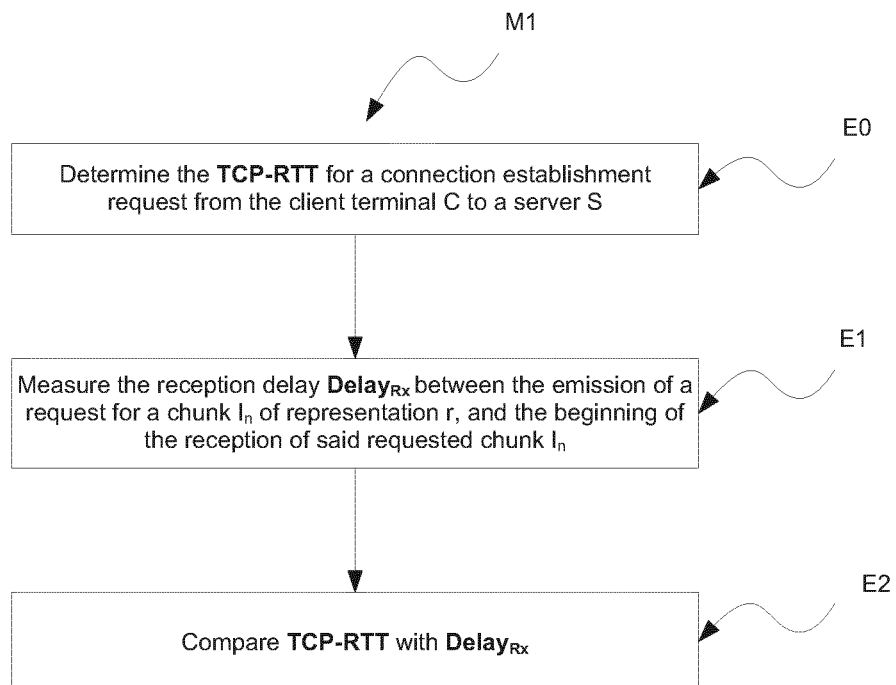 M1
E0
Determine the TCP-RTT for a connection establishment
request from the client terminal C to a server S
E1
Measure the reception delay DelayRx between the emission of a
request for a chunk In of representation r, and the beginning of
the reception of said requested chunk In
E2
Compare TCP-RTT with DelayRx